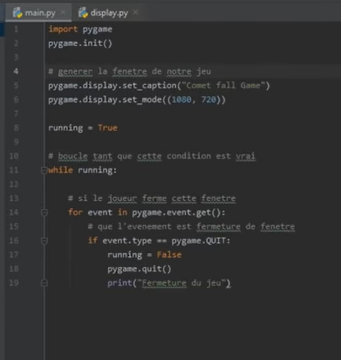 main.py × display.py ×
1 import pygame
2 pygame.init()
3
4 # generer la fenetre de notre jeu
5 pygame.display.set_caption("Comet fall Game")
6 pygame.display.set_mode((1080, 720))
7
8 running = True
9
10 # boucle tant que cette condition est vrai
11 while running:
12
13 # si le joueur ferme cette fenetre
14 for event in pygame.event.get():
15 # que l'evenement est fermeture de fenetre
16 if event.type == pygame.QUIT:
17 running = False
18 pygame.quit()
19 print("Fermeture du jeu")